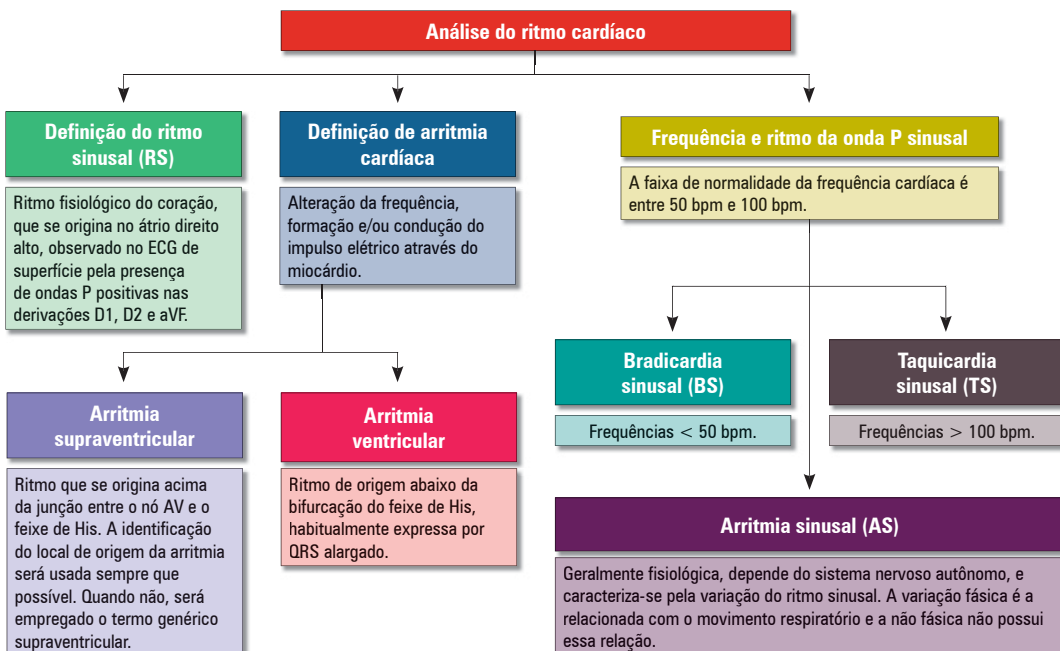 Análise do ritmo cardíaco
Definição do ritmo
sinusal (RS)
Ritmo fisiológico do coração,
que se origina no átrio direito
alto, observado no ECG de
superfície pela presença
de ondas P positivas nas
derivações D1, D2 e aVF.
Definição de arritmia
cardíaca
Alteração da frequência,
formação e/ou condução do
impulso elétrico através do
miocárdio.
Frequência e ritmo da onda P sinusal
A faixa de normalidade da frequência cardíaca é
entre 50 bpm e 100 bpm.
Arritmia
supraventricular
Ritmo que se origina acima
da junção entre o nó AV e o
feixe de His. A identificação
do local de origem da arritmia
será usada sempre que
possível. Quando não, será
empregado o termo genérico
supraventricular.
Arritmia
ventricular
Ritmo de origem abaixo da
bifurcação do feixe de His,
habitualmente expressa por
QRS alargado.
Bradicardia
sinusal (BS)
Frequências < 50 bpm.
Taquicardia
sinusal (TS)
Frequências > 100 bpm.
Arritmia sinusal (AS)
Geralmente fisiológica, depende do sistema nervoso autônomo, e
caracteriza-se pela variação do ritmo sinusal. A variação fásica é a
relacionada com o movimento respiratório e a não fásica não possui
essa relação.